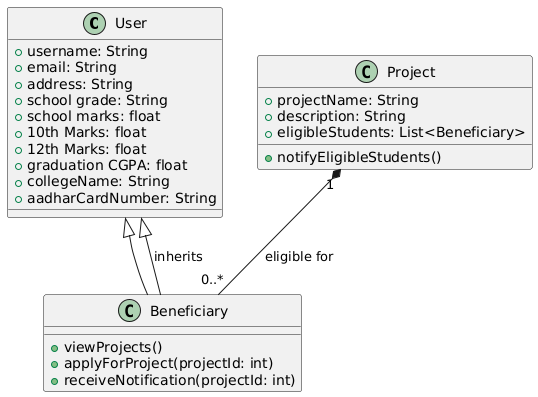 C User
username: String
email: String
address: String
school grade: String
school marks: float
10th Marks: float
12th Marks: float
graduation CGPA: float
collegeName: String
aadharCardNumber: String
C Project
projectName: String
description: String
eligibleStudents: List<Beneficiary>
notifyEligibleStudents()
1
inherits
eligible for
0..*
C Beneficiary
viewProjects()
applyForProject(projectId: int)
receiveNotification(projectId: int)